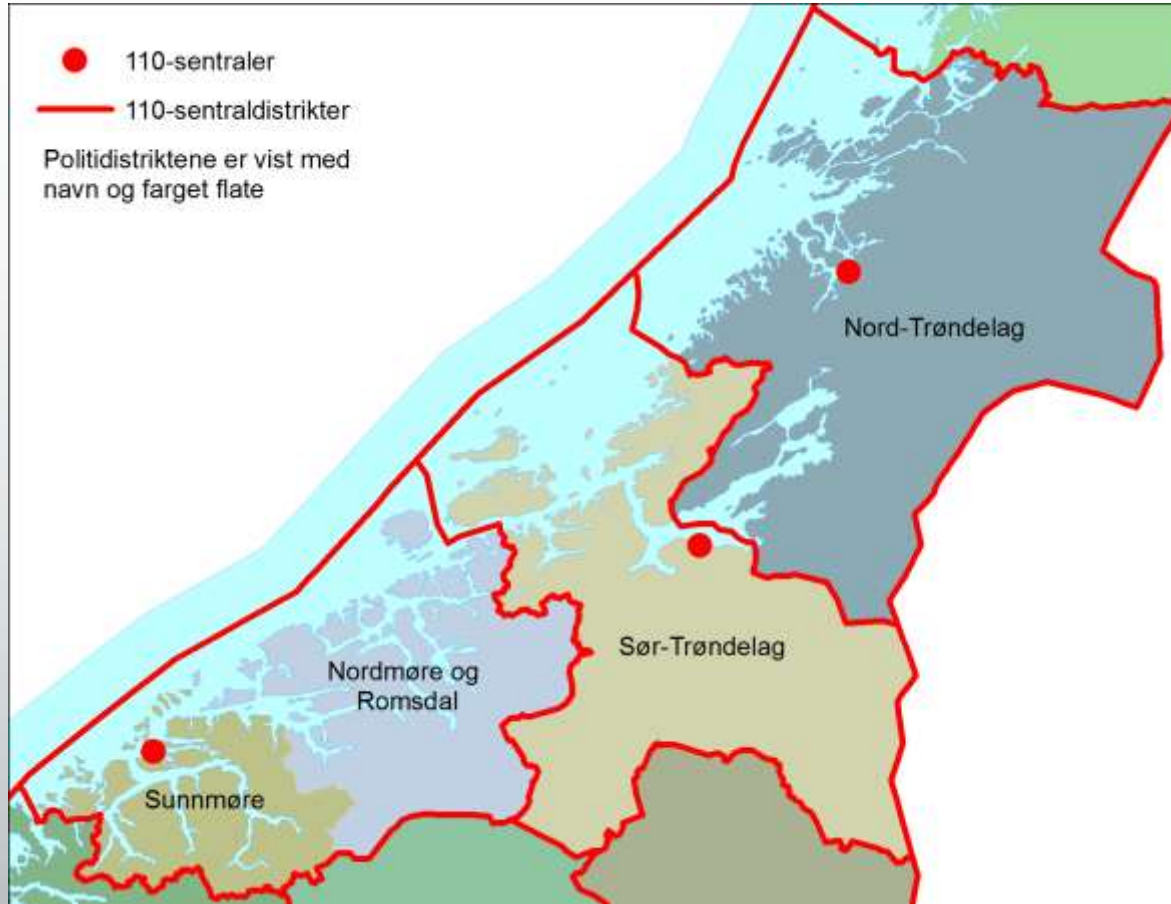 110-sentraler
110-sentraldistrikter
Politidistriktene er vist med
navn og farget flate
Nord-Trøndelag
Sør-Trøndelag
Nordmøre og
Romsdal
Sunnmøre